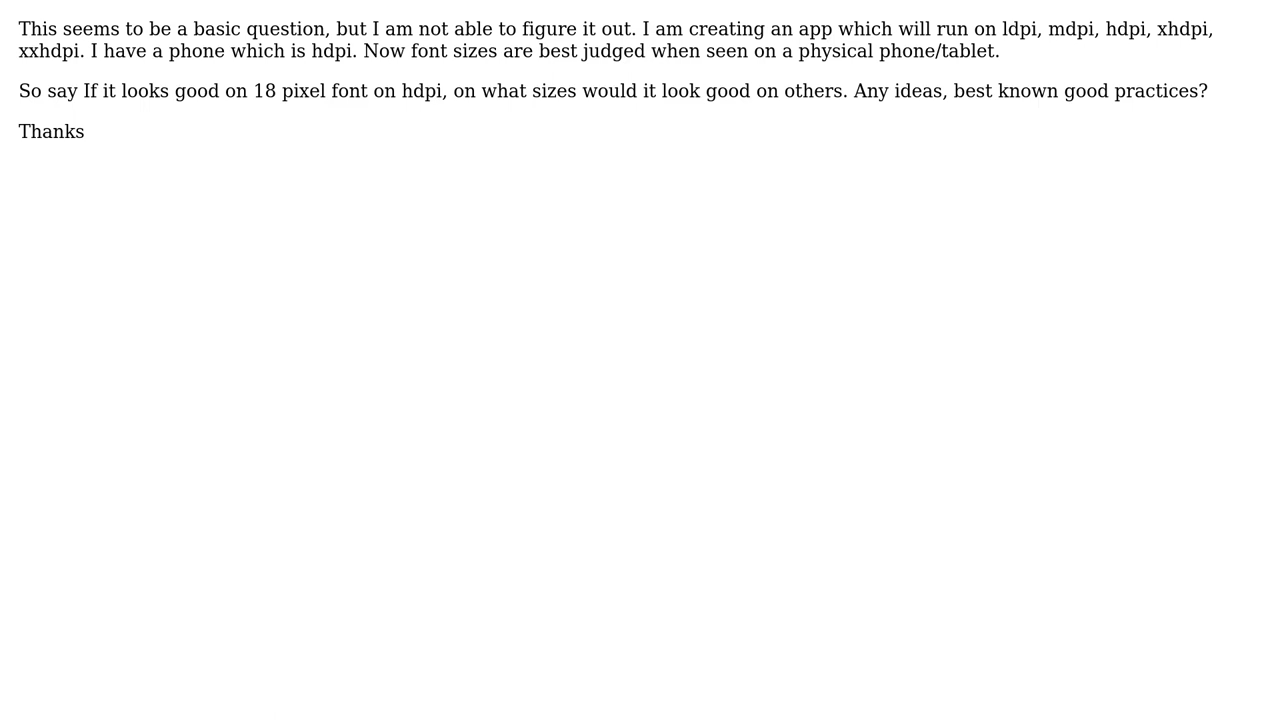 This seems to be a basic question, but I am not able to figure it out. I am creating an app which will run on ldpi, mdpi, hdpi, xhdpi,
xxhdpi. I have a phone which is hdpi. Now font sizes are best judged when seen on a physical phone/tablet.
So say If it looks good on 18 pixel font on hdpi, on what sizes would it look good on others. Any ideas, best known good practices?
Thanks